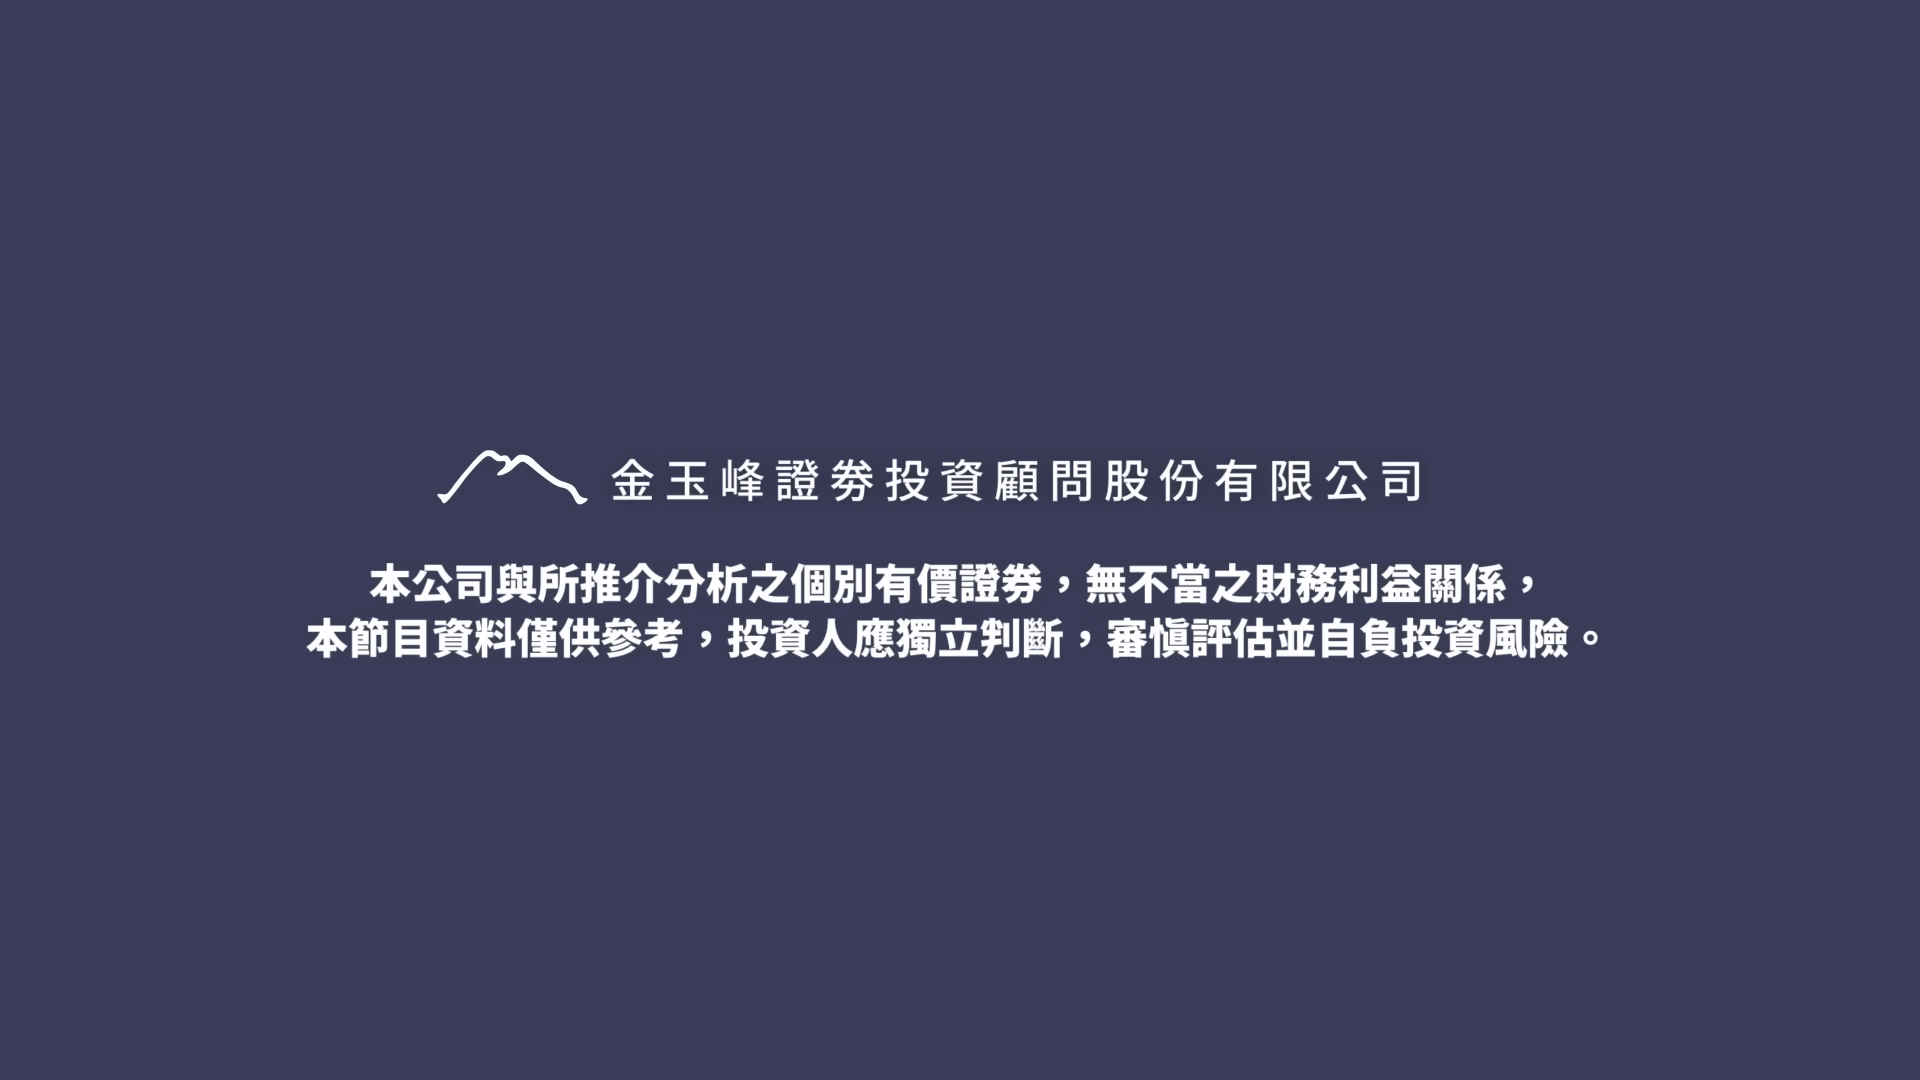 金玉峰證券投資顧問股份有限公司
本公司與所推介分析之個別有價證券，無不當之財務利益關係，
本節目資料僅供參考，投資人應獨立判斷，審慎評估並自負投資風險。